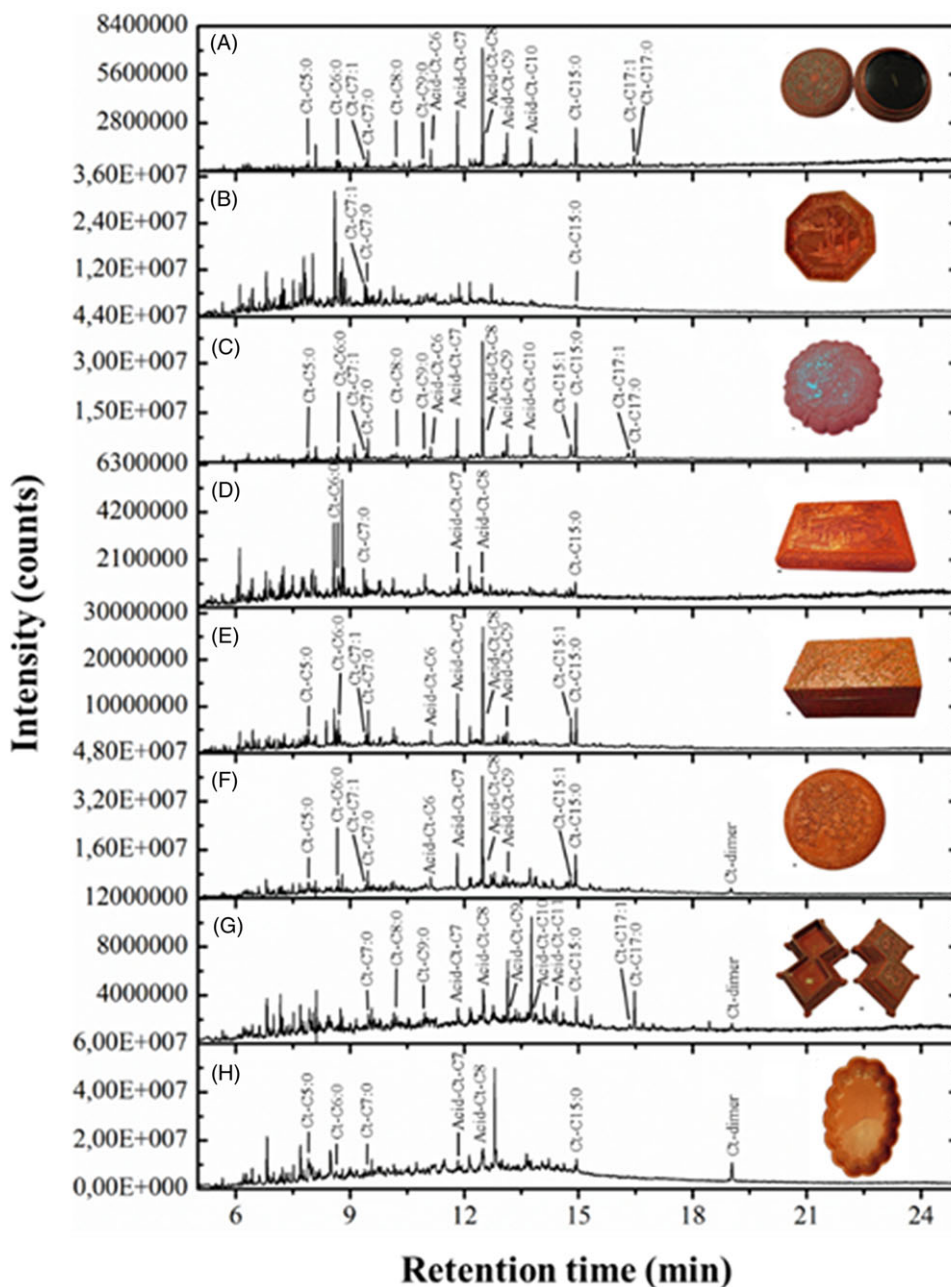 Intensity (counts)
8400000
5600000
2800000
3,60E+007
2,40E+007
1,20E+007
4,40E+007
3,00E+007
1,50E+007
6300000
4200000
2100000
30000000
20000000
10000000
4,80E+007
3,20E+007
1,60E+007
12000000
8000000
4000000
6,00E+007
4,00E+007
2,00E+007
0,00E+000
(A)
Ct-C5:0
Ct-C6:0
Ct-C7:1
Ct-C7:0
Ct-C8:0
Ct-C9:0
Acid-Ct-C6
Acid-Ct-C7
Acid-Ct-C8
Acid-Ct-C9
Acid-Ct-C10
Ct-C15:0
Ct-C17:1
Ct-C17:0
(B)
Ct-C7:1
Ct-C7:0
Ct-C15:0
(C)
Ct-C5:0
Ct-C6:0
Ct-C7:1
Ct-C7:0
Ct-C8:0
Ct-C9:0
Acid-Ct-C6
Acid-Ct-C7
Acid-Ct-C8
Acid-Ct-C9
Acid-Ct-C10
Ct-C15:1
Ct-C15:0
Ct-C17:1
Ct-C17:0
(D)
Ct-C6:0
Ct-C7:0
Acid-Ct-C7
Acid-Ct-C8
Ct-C15:0
(E)
Ct-C5:0
Ct-C6:0
Ct-C7:1
Ct-C7:0
Acid-Ct-C6
Acid-Ct-C7
Acid-Ct-C8
Acid-Ct-C9
Ct-C15:1
Ct-C15:0
(F)
Ct-C5:0
Ct-C6:0
Ct-C7:1
Ct-C7:0
Acid-Ct-C6
Acid-Ct-C7
Acid-Ct-C8
Acid-Ct-C9
Ct-C15:1
Ct-C15:0
Ct-dimer
(G)
Ct-C7:0
Ct-C8:0
Ct-C9:0
Acid-Ct-C7
Acid-Ct-C8
Acid-Ct-C9
Acid-Ct-C10
Acid-Ct-C11
Ct-C15:0
Ct-C17:1
Ct-C17:0
Ct-dimer
(H)
Ct-C5:0
Ct-C6:0
Ct-C7:0
Acid-Ct-C7
Acid-Ct-C8
Ct-C15:0
Ct-dimer
6 9 12 15 18 21 24
Retention time (min)